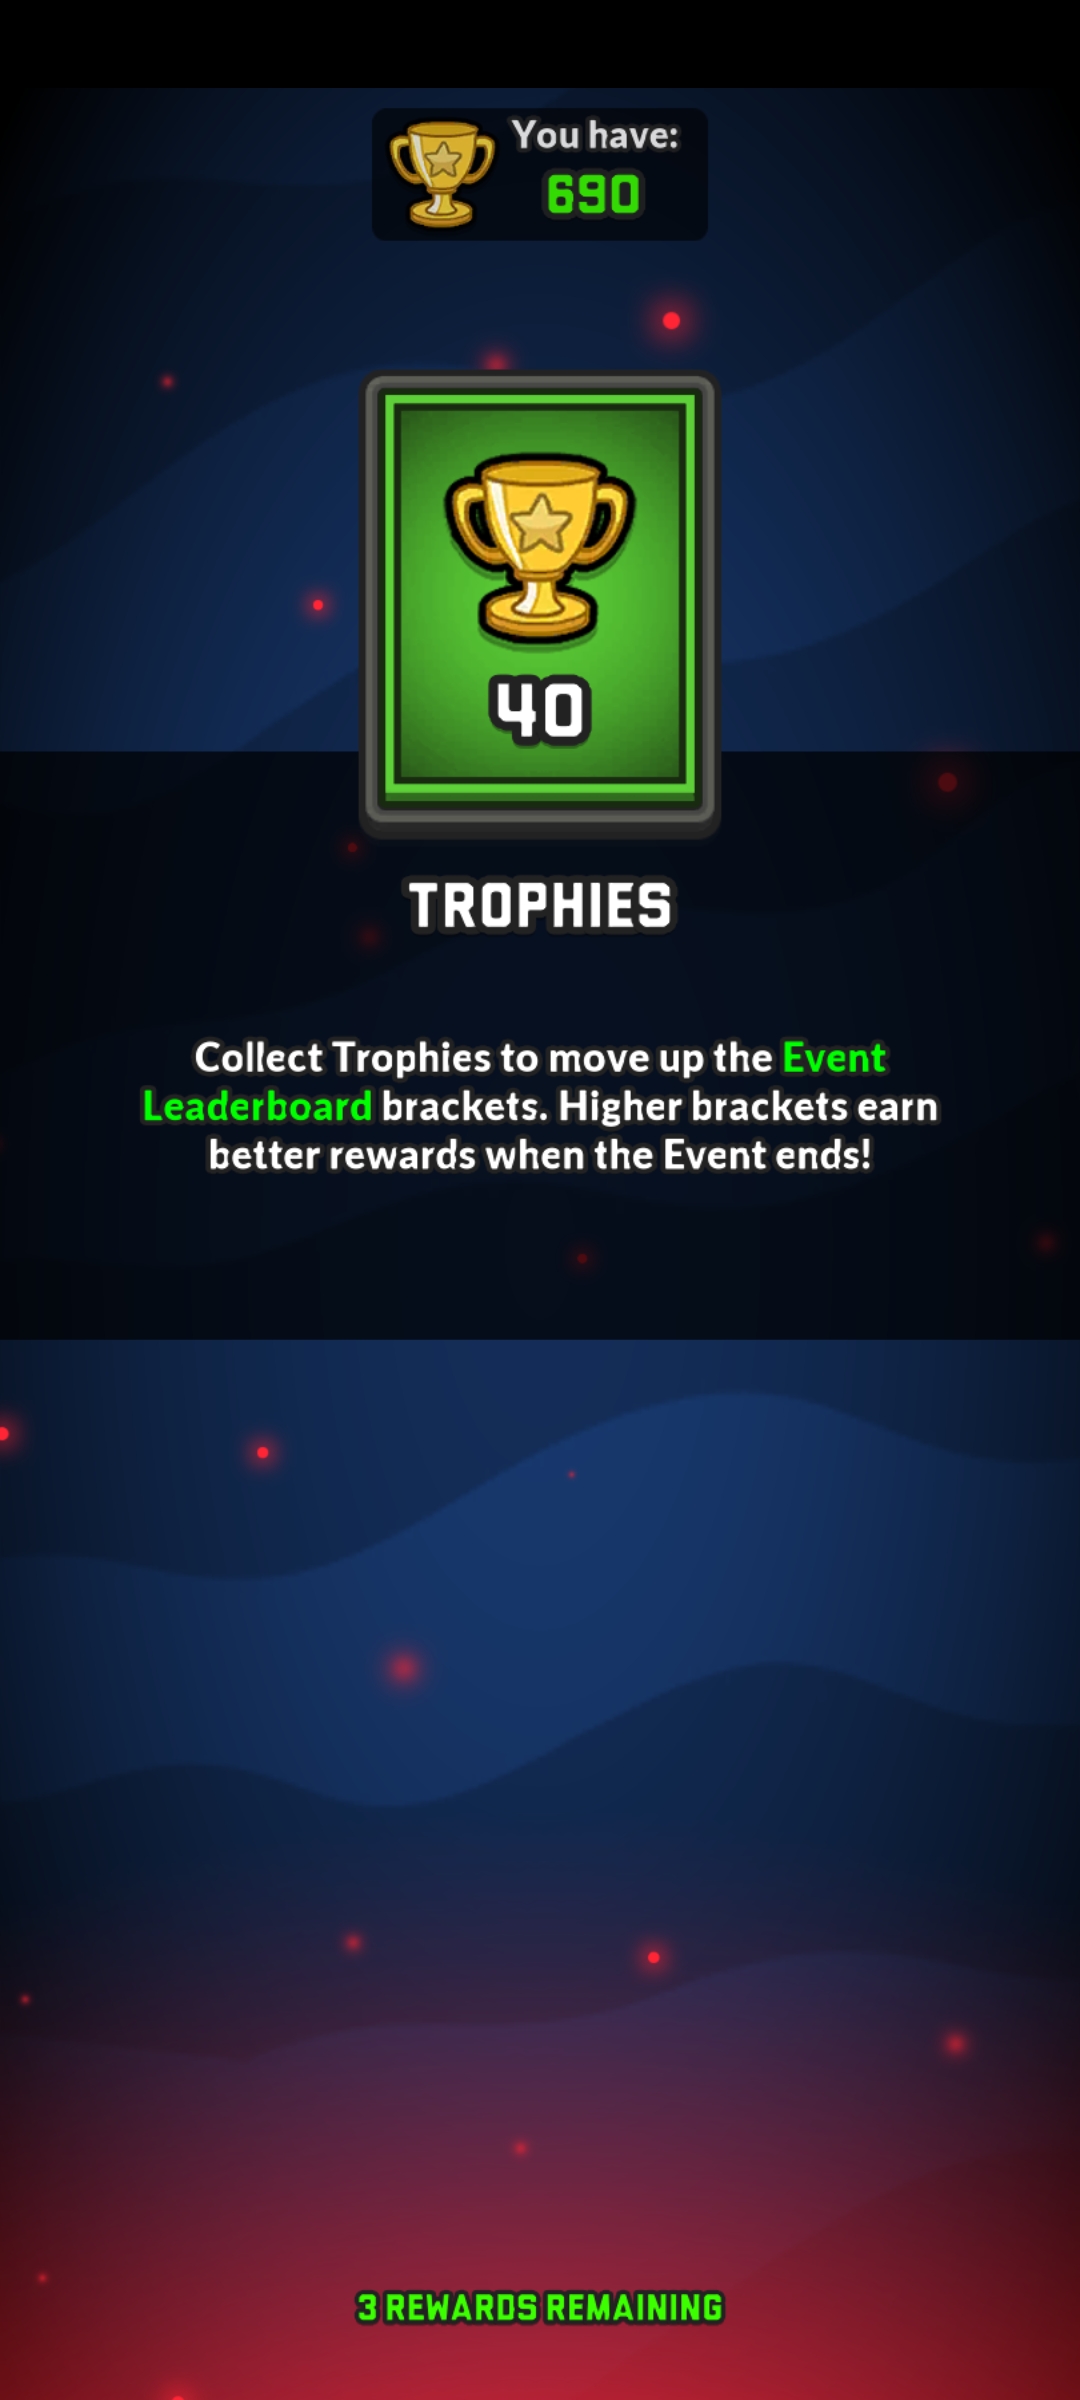 You have:
690
40
TROPHIES
Collect Trophies to move up the Event
Leaderboard brackets. Higher brackets earn
better rewards when the Event ends!
3 REWARDS REMAINING